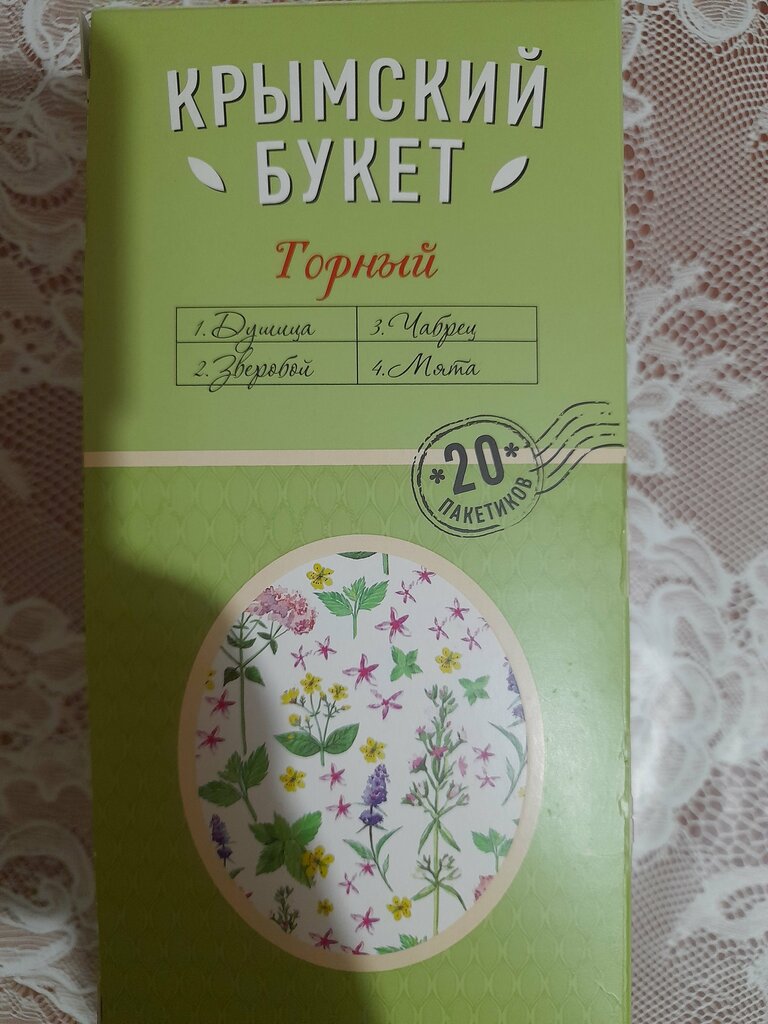 КРЫМСКИЙ
БУКЕТ
Горный
1. Душица
3. Чабрец
2. Зверобой
4. Мята
*20*
ПАКЕТИКОВ